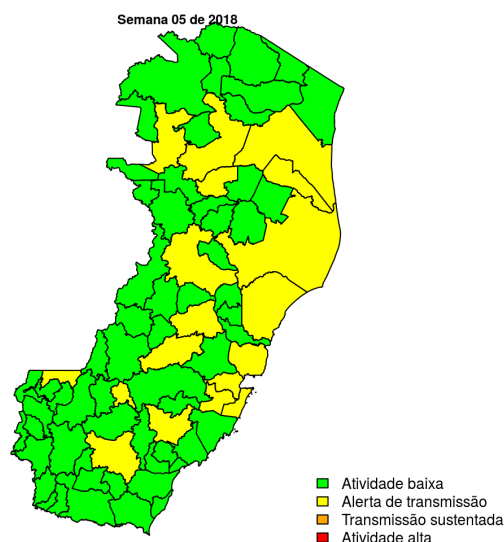 Semana 05 de 2018
Atividade baixa
Alerta de transmissão
Transmissão sustentada
Atividade alta